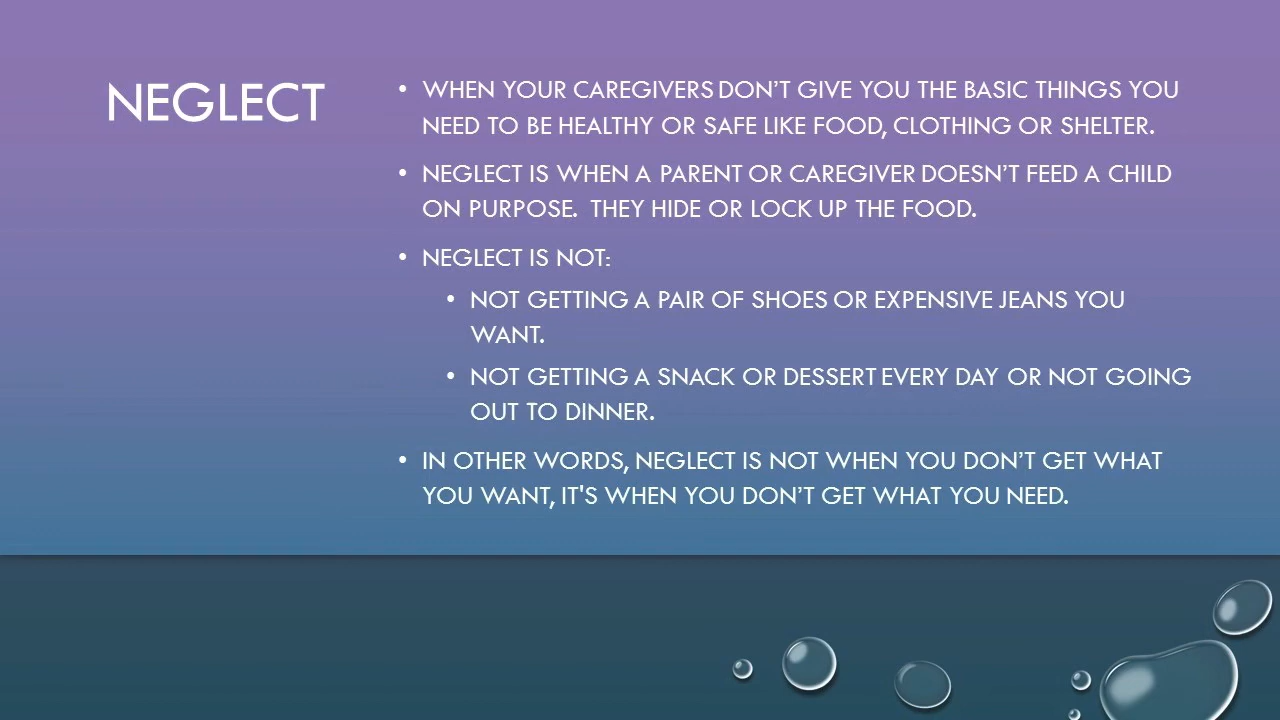 NEGLECT
• WHEN YOUR CAREGIVERS DON’T GIVE YOU THE BASIC THINGS YOU
NEED TO BE HEALTHY OR SAFE LIKE FOOD, CLOTHING OR SHELTER.
• NEGLECT IS WHEN A PARENT OR CAREGIVER DOESN’T FEED A CHILD
ON PURPOSE.  THEY HIDE OR LOCK UP THE FOOD.
• NEGLECT IS NOT:
• NOT GETTING A PAIR OF SHOES OR EXPENSIVE JEANS YOU
WANT.
• NOT GETTING A SNACK OR DESSERT EVERY DAY OR NOT GOING
OUT TO DINNER.
• IN OTHER WORDS, NEGLECT IS NOT WHEN YOU DON’T GET WHAT
YOU WANT, IT'S WHEN YOU DON’T GET WHAT YOU NEED.